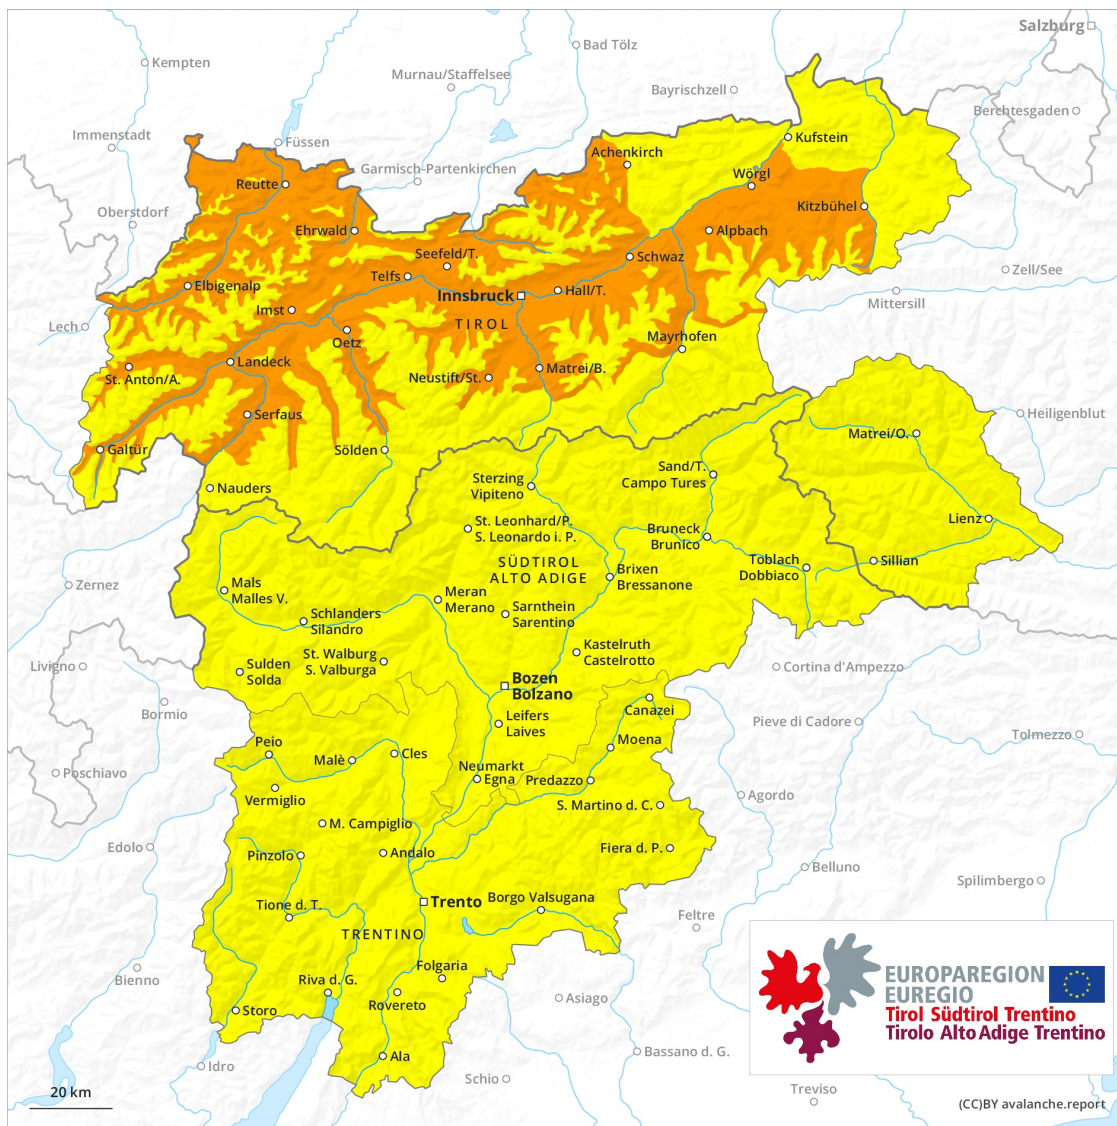 Salzburg
Bad Tölz
Kempten
Murnau/Staffelsee
Bayrischzell
Berchtesgaden
Immenstadt
Füssen
Kufstein
Achenkirch
Garmisch-Partenkirchen
Wörgl
Reutte
Kitzbühel
Oberstdorf
Ehrwald
Alpbach
Seefeld/T.
Schwaz
Telfs
Zell/See
Elbigenalp
Innsbruck
Hall/T.
Mittersill
Imst
TIROL
Lech
Oetz
Mayrhofen
Landeck
Matrei/B.
St. Anton/A.
Neustift/St.
Serfaus
Heiligenblut
Matrei/O.
Galtür
Sölden
Sand/T.
Campo Tures
Sterzing
Vipiteno
Nauders
Lienz
St. Leonhard/P.
S. Leonardo i. P.
Bruneck
Brunico
SÜDTIROL
ALTO ADIGE
Toblach
Dobbiaco
Sillian
Brixen
Bressanone
Zernez
Mals
Malles V.
Meran
Merano
Schlanders
Silandro
Sarnthein
Sarentino
Kastelruth
Castelrotto
St. Walburg
S. Valburga
Livigno
Sulden
Solda
Cortina d'Ampezzo
Bozen
Bolzano
Bormio
Canazei
Leifers
Laives
Pieve di Cadore
Tolmezzo
Peio
Moena
Malè
Cles
Poschiavo
Neumarkt
Egna
Predazzo
Vermiglio
S. Martino d. C.
Agordo
M. Campiglio
Edolo
Pinzolo
Andalo
Fiera d. P.
Belluno
Spilimbergo
Trento
Borgo Valsugana
Tione d. T.
Feltre
TRENTINO
Folgaria
Bienno
Riva d. G.
Rovereto
Asiago
Storo
EUROPAREGION
EUREGIO
Tirol Südtirol Trentino
Tirolo Alto Adige Trentino
Ala
Bassano d. G.
Idro
Schio
Treviso
20 km
(CC)BY avalanche.report